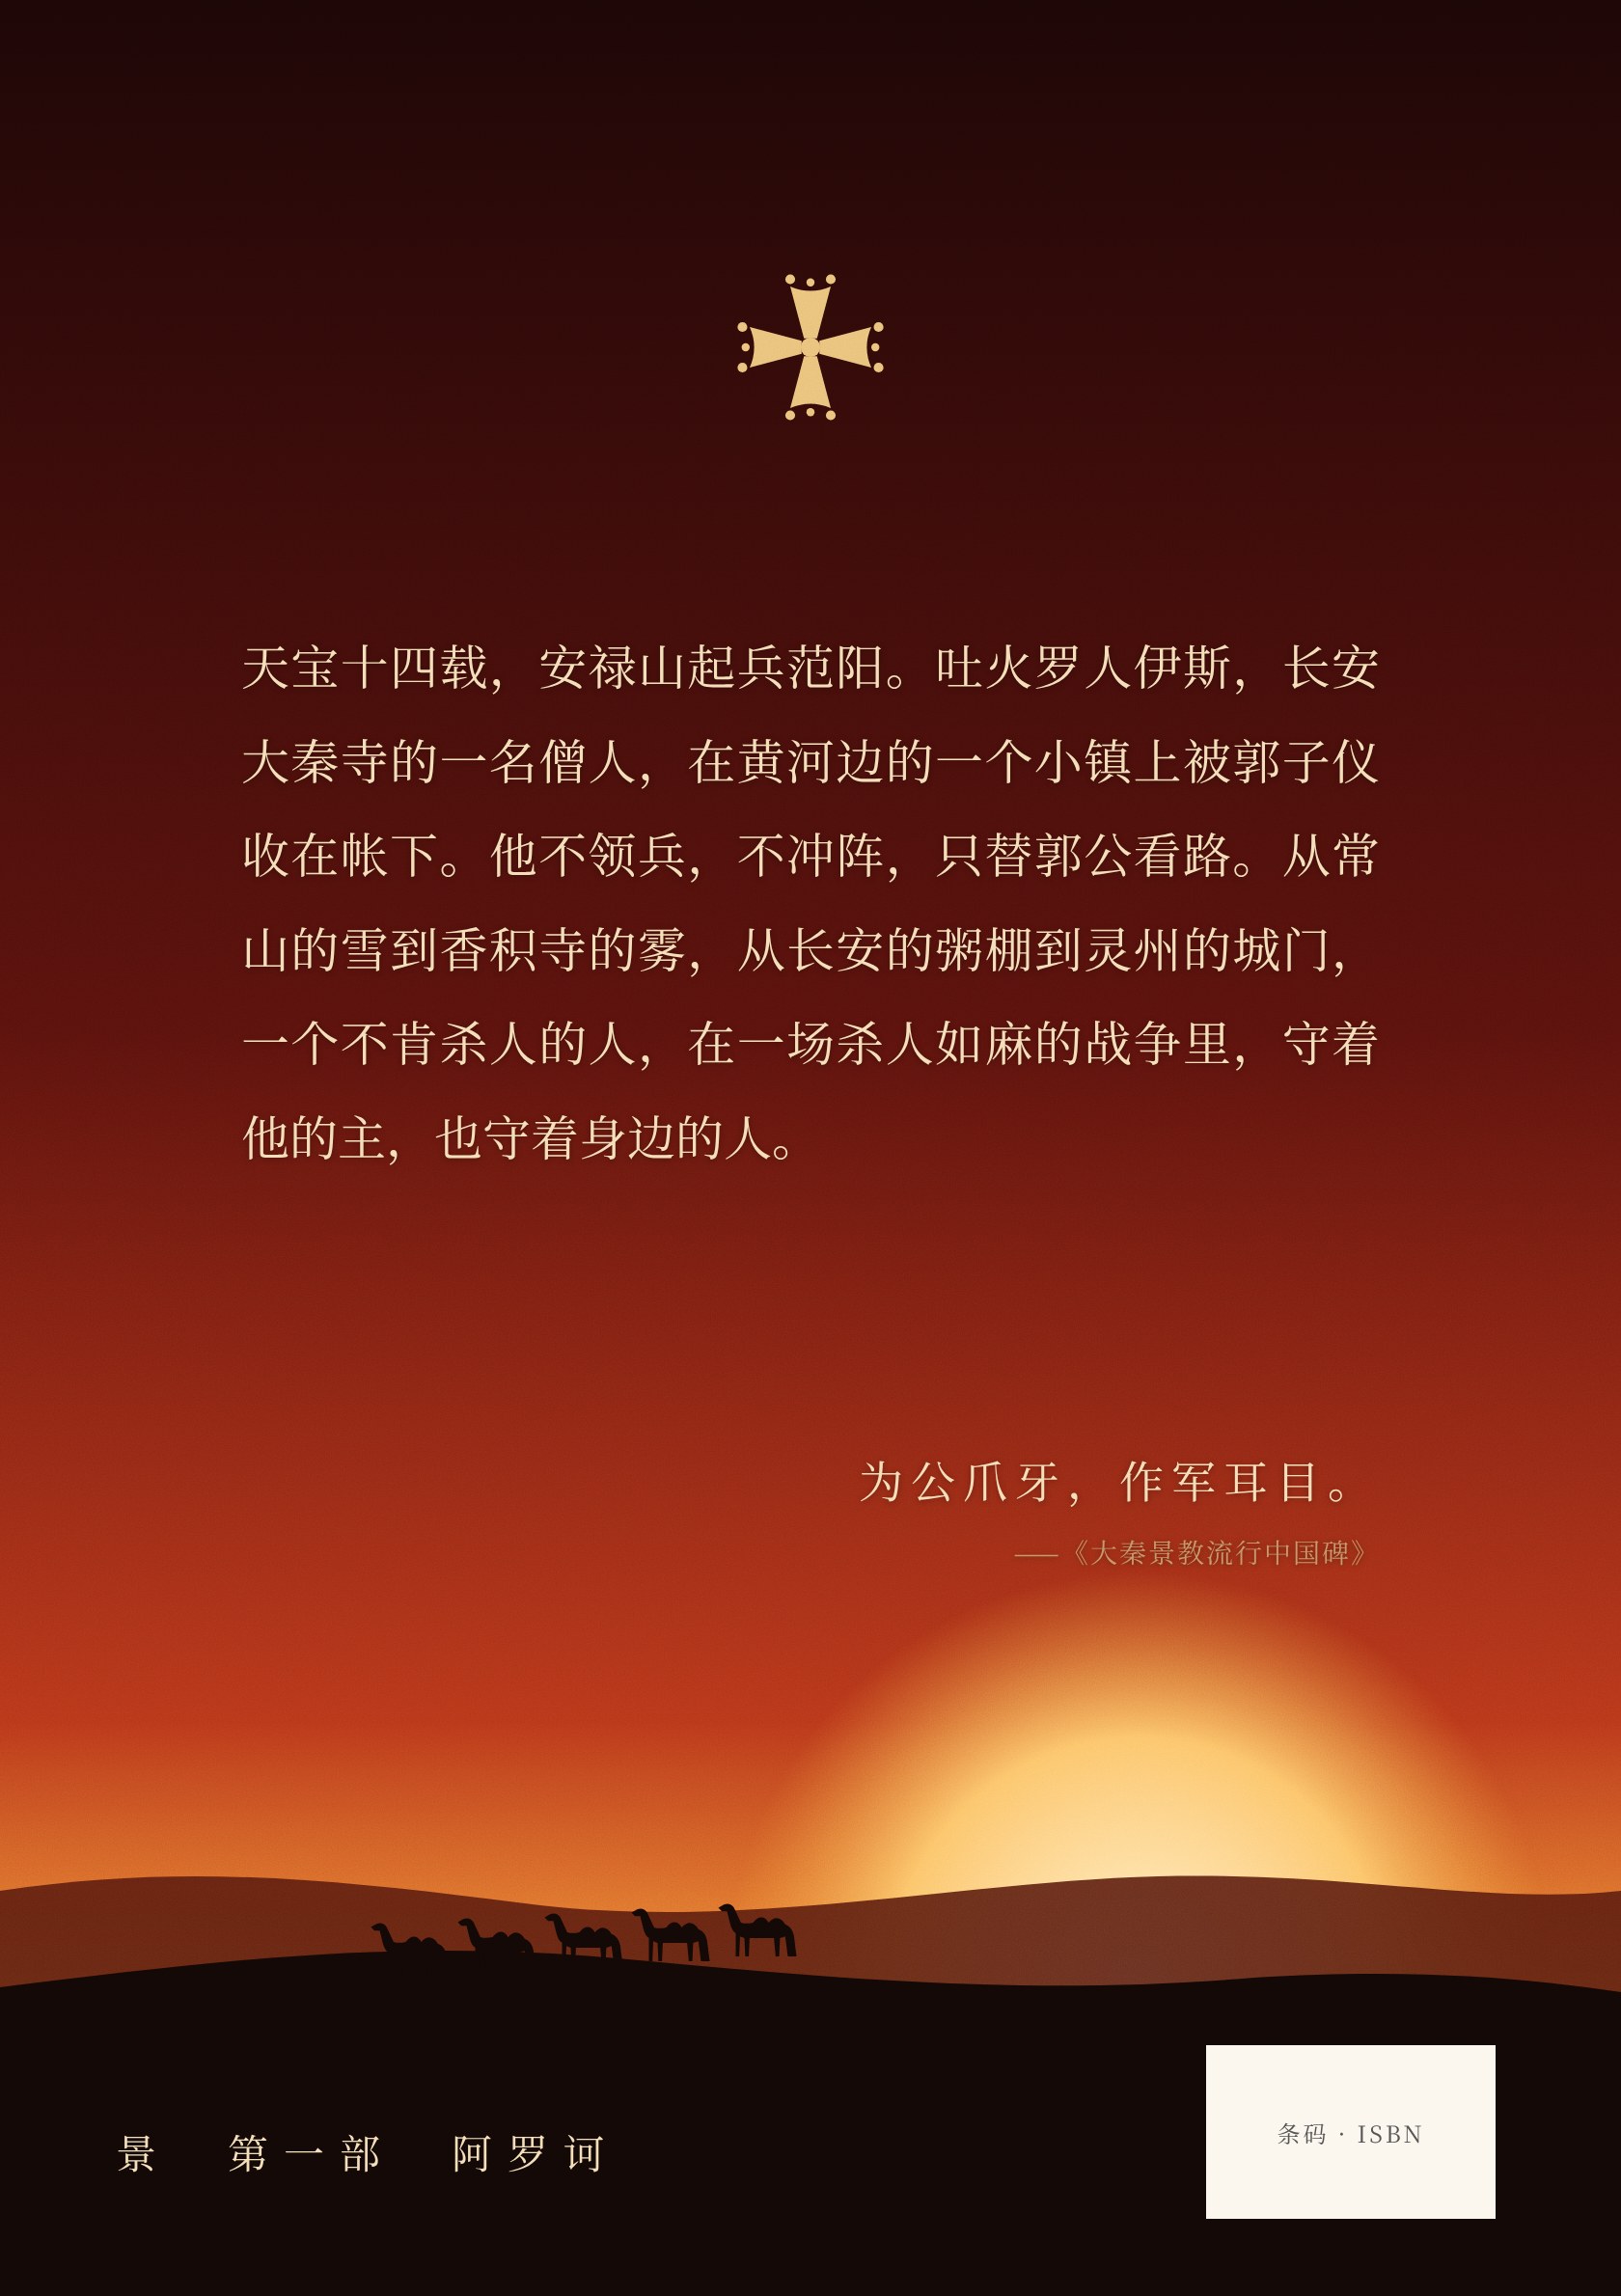 天宝十四载，安禄山起兵范阳。吐火罗人伊斯，长安
大秦寺的一名僧人，在黄河边的一个小镇上被郭子仪
收在帐下。他不领兵，不冲阵，只替郭公看路。从常
山的雪到香积寺的雾，从长安的粥棚到灵州的城门，
一个不肯杀人的人，在一场杀人如麻的战争里，守着
他的主，也守着身边的人。
为公爪牙，作军耳目。
——《大秦景教流行中国碑》
景　第一部　阿罗诃
条码 · ISBN